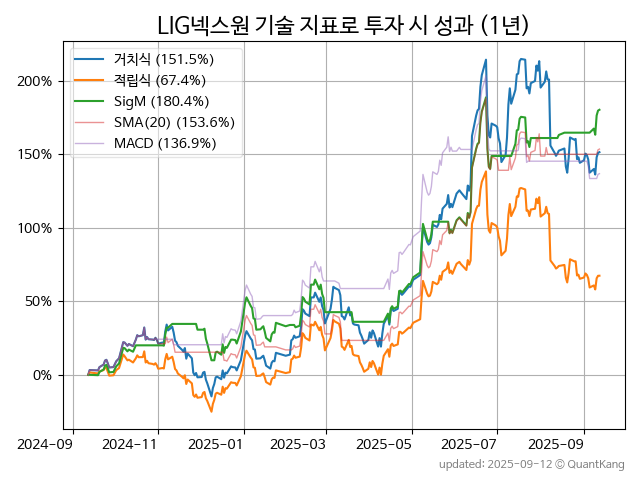 LIG넥스원 기술 지표로 투자 시 성과 (1년)
거치식 (151.5%)
적립식 (67.4%)
SigM (180.4%)
SMA(20) (153.6%)
MACD (136.9%)
200%
150%
100%
50%
0%
2024-09 2024-11 2025-01 2025-03 2025-05 2025-07 2025-09
updated: 2025-09-12 © QuantKang